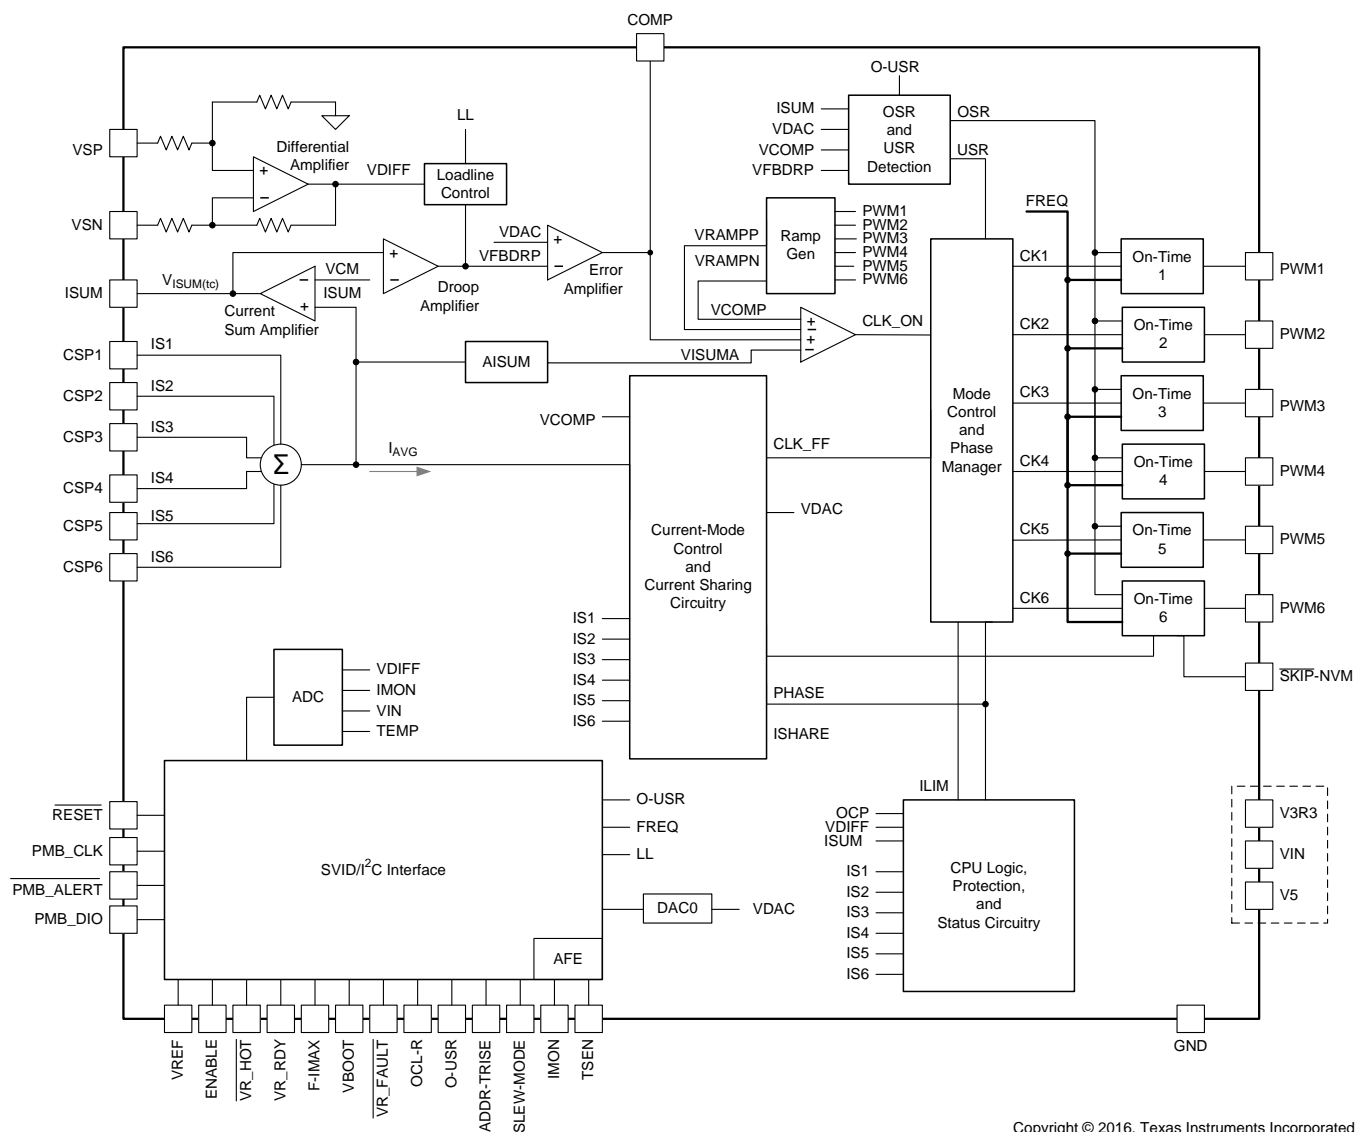 COMP
O-USR
ISUM
VDAC
VCOMP
VFBDRP
OSR
and
USR
Detection
OSR
USR
LL
VSP
Differential
Amplifier
VDIFF
Loadline
Control
VSN
+
−
VDAC
VFBDRP
+
−
Error
Amplifier
+
−
Droop
Amplifier
VISUM(tc)
ISUM
VCM
ISUM
−
+
Current
Sum Amplifier
VRAMPP
VRAMPN
Ramp
Gen
PWM1
PWM2
PWM3
PWM4
PWM5
PWM6
VCOMP
VISUMA
+
−
+
−
CLK_ON
AISUM
FREQ
CK1
CK2
CK3
CK4
CK5
CK6
Mode
Control
and
Phase
Manager
On-Time
1
On-Time
2
On-Time
3
On-Time
4
On-Time
5
On-Time
6
PWM1
PWM2
PWM3
PWM4
PWM5
PWM6
SKIP-NVM
CSP1
CSP2
CSP3
CSP4
CSP5
CSP6
IS1
IS2
IS3
IS4
IS5
IS6
Σ
IAVG
VCOMP
CLK_FF
VDAC
Current-Mode
Control
and
Current Sharing
Circuitry
IS1
IS2
IS3
IS4
IS5
IS6
PHASE
ISHARE
ADC
VDIFF
IMON
VIN
TEMP
RESET
PMB_CLK
PMB_ALERT
PMB_DIO
SVID/I2C Interface
O-USR
FREQ
LL
DAC0
VDAC
AFE
ILIM
OCP
VDIFF
ISUM
IS1
IS2
IS3
IS4
IS5
IS6
CPU Logic,
Protection,
and
Status Circuitry
V3R3
VIN
V5
GND
VREF
ENABLE
VR_HOT
VR_RDY
F-IMAX
VBOOT
VR_FAULT
OCL-R
O-USR
ADDR-TRISE
SLEW-MODE
IMON
TSEN
Copyright © 2016, Texas Instruments Incorporated